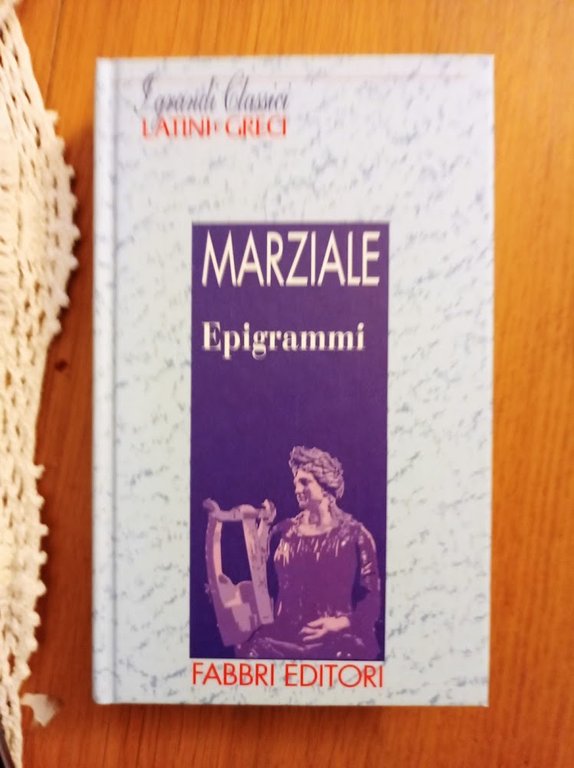 I grandi Classici
LATINI e GRECI
MARZIALE
Epigrammi
FABBRI EDITORI